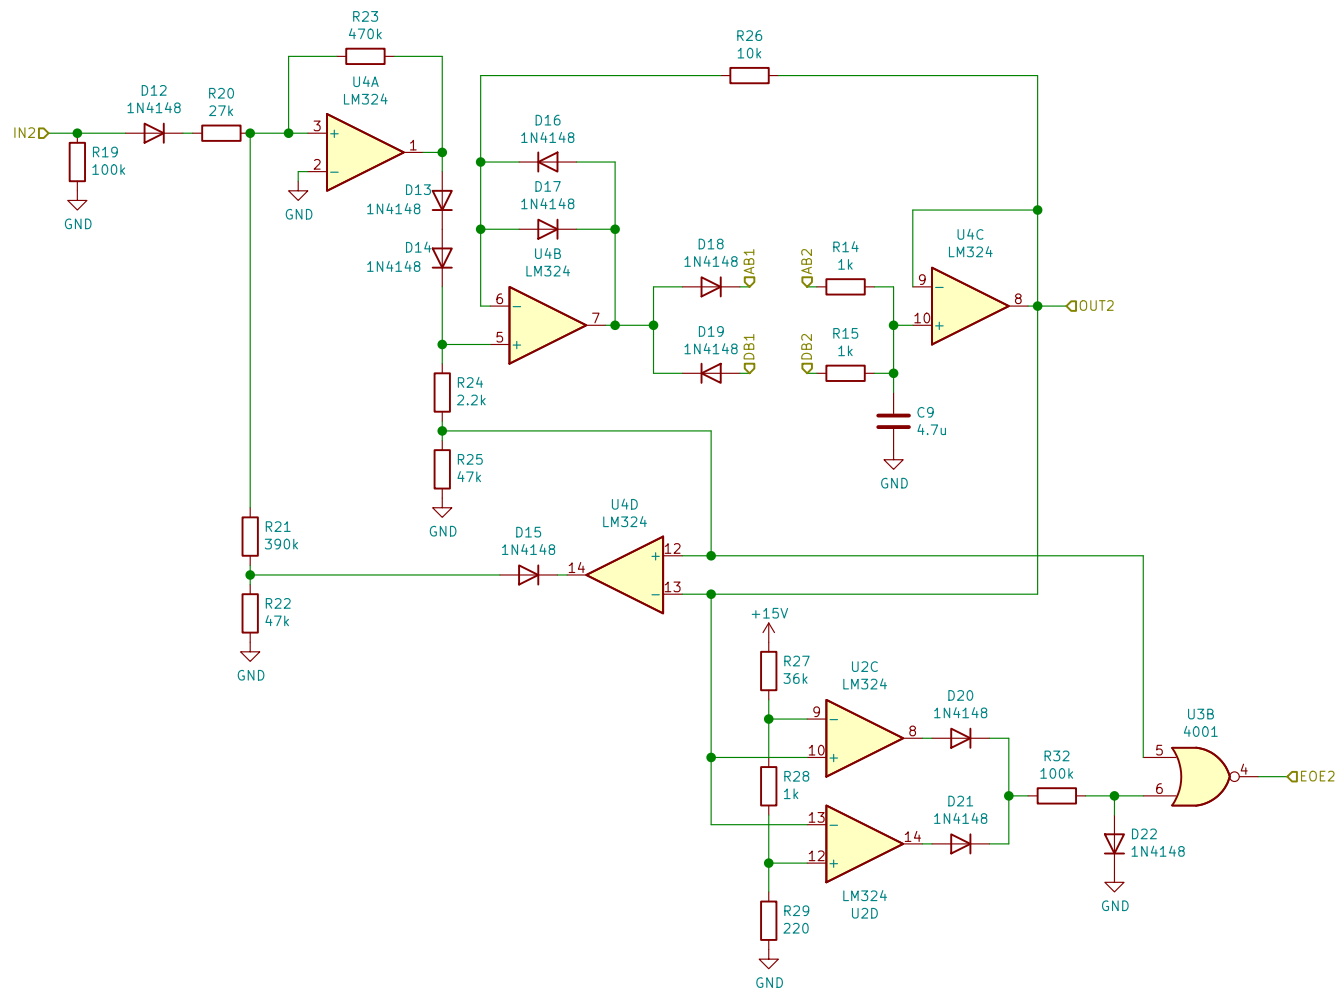 R23
470k
R26
10k
U4A
LM324
D12
1N4148
R20
27k
IN2
R19
100k
GND
3
+
2
−
1
GND
D16
1N4148
D17
1N4148
D13
1N4148
D14
1N4148
U4B
LM324
6
−
5
+
7
D18
1N4148
AB1
D19
1N4148
DB1
AB2
R14
1k
DB2
R15
1k
U4C
LM324
9
−
10
+
8
OUT2
C9
4.7u
GND
R24
2.2k
R25
47k
GND
U4D
LM324
12
+
13
−
14
D15
1N4148
R21
390k
R22
47k
GND
+15V
R27
36k
U2C
LM324
9
−
10
+
8
D20
1N4148
R28
1k
13
−
12
+
14
D21
1N4148
LM324
U2D
R29
220
GND
R32
100k
D22
1N4148
GND
U3B
4001
5
6
4
EOE2